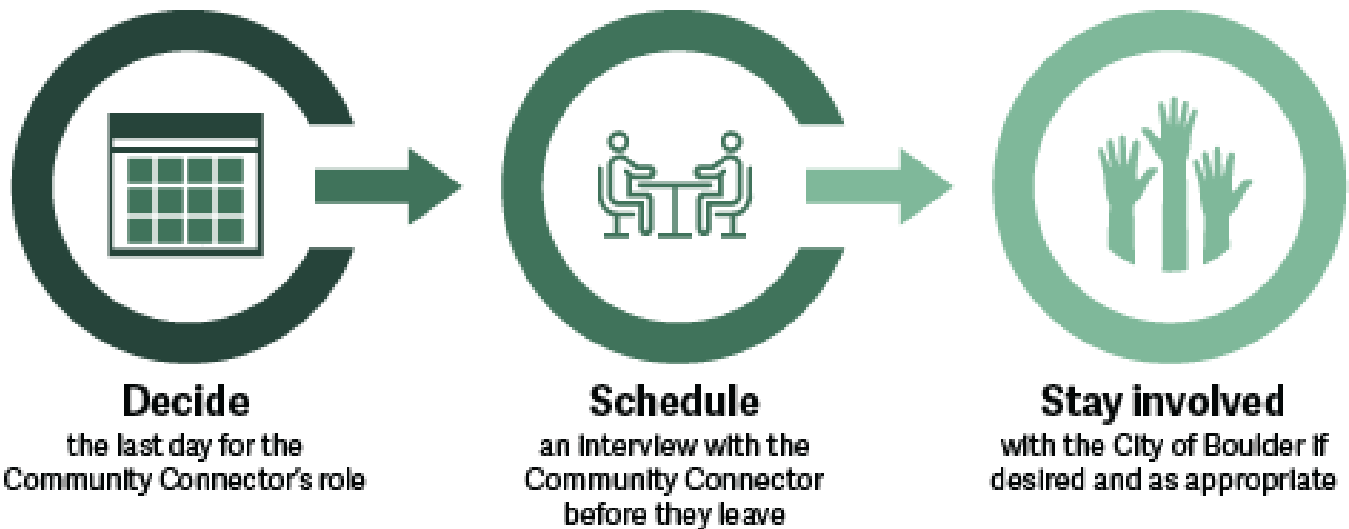 Decide
the last day for the
Community Connector's role
Schedule
an interview with the
Community Connector
before they leave
Stay involved
with the City of Boulder if
desired and as appropriate